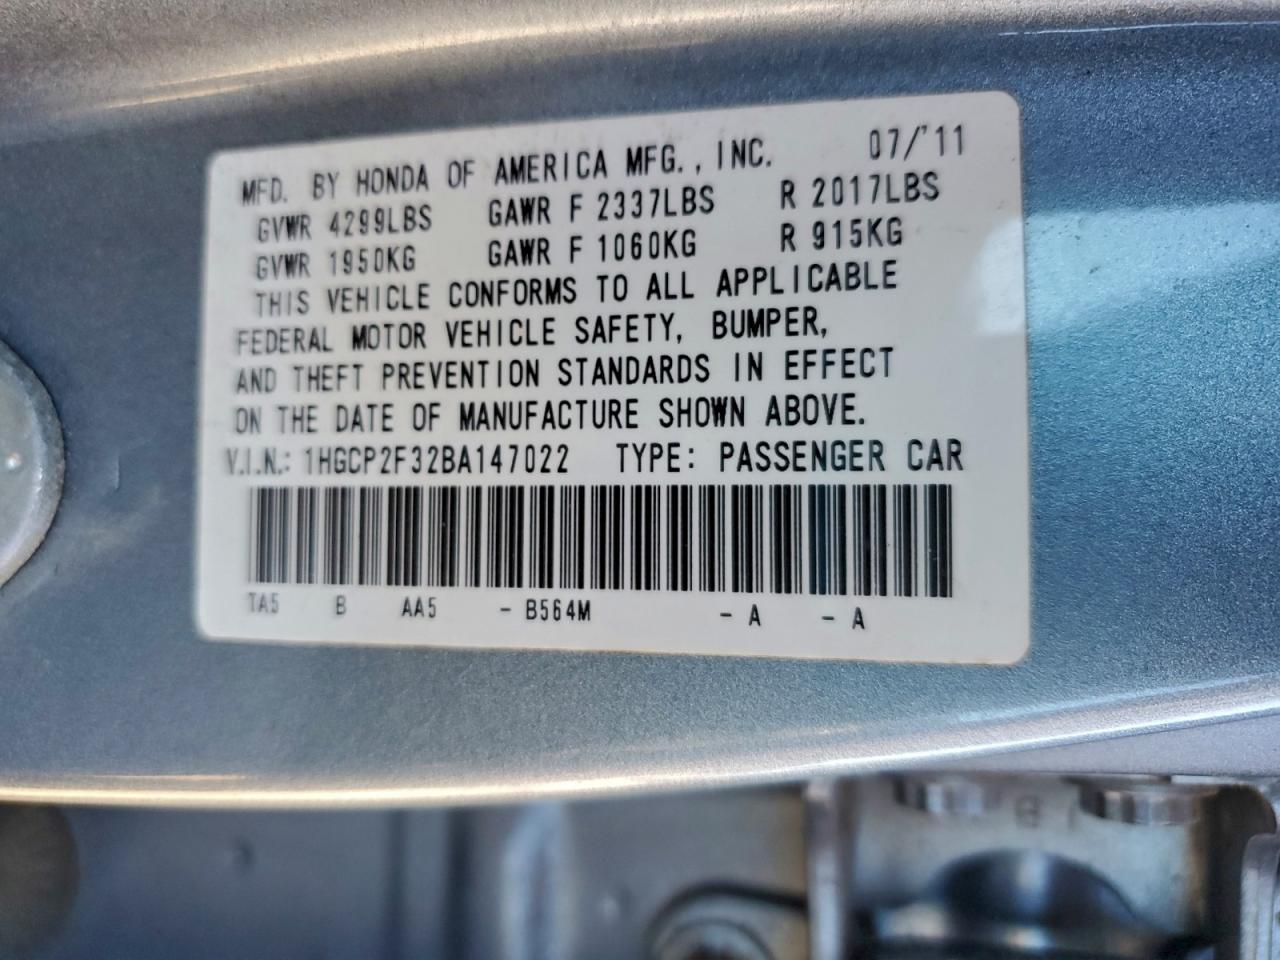 MFD. BY HONDA OF AMERICA MFG., INC. 07/'11
GVWR 4299LBS GAWR F 2337LBS R 2017LBS
GVWR 1950KG GAWR F 1060KG R 915KG
THIS VEHICLE CONFORMS TO ALL APPLICABLE
FEDERAL MOTOR VEHICLE SAFETY, BUMPER,
AND THEFT PREVENTION STANDARDS IN EFFECT
ON THE DATE OF MANUFACTURE SHOWN ABOVE.
V.I.N.: 1HGCP2F32BA147022 TYPE: PASSENGER CAR
TA5 B AA5 - B564M - A - A